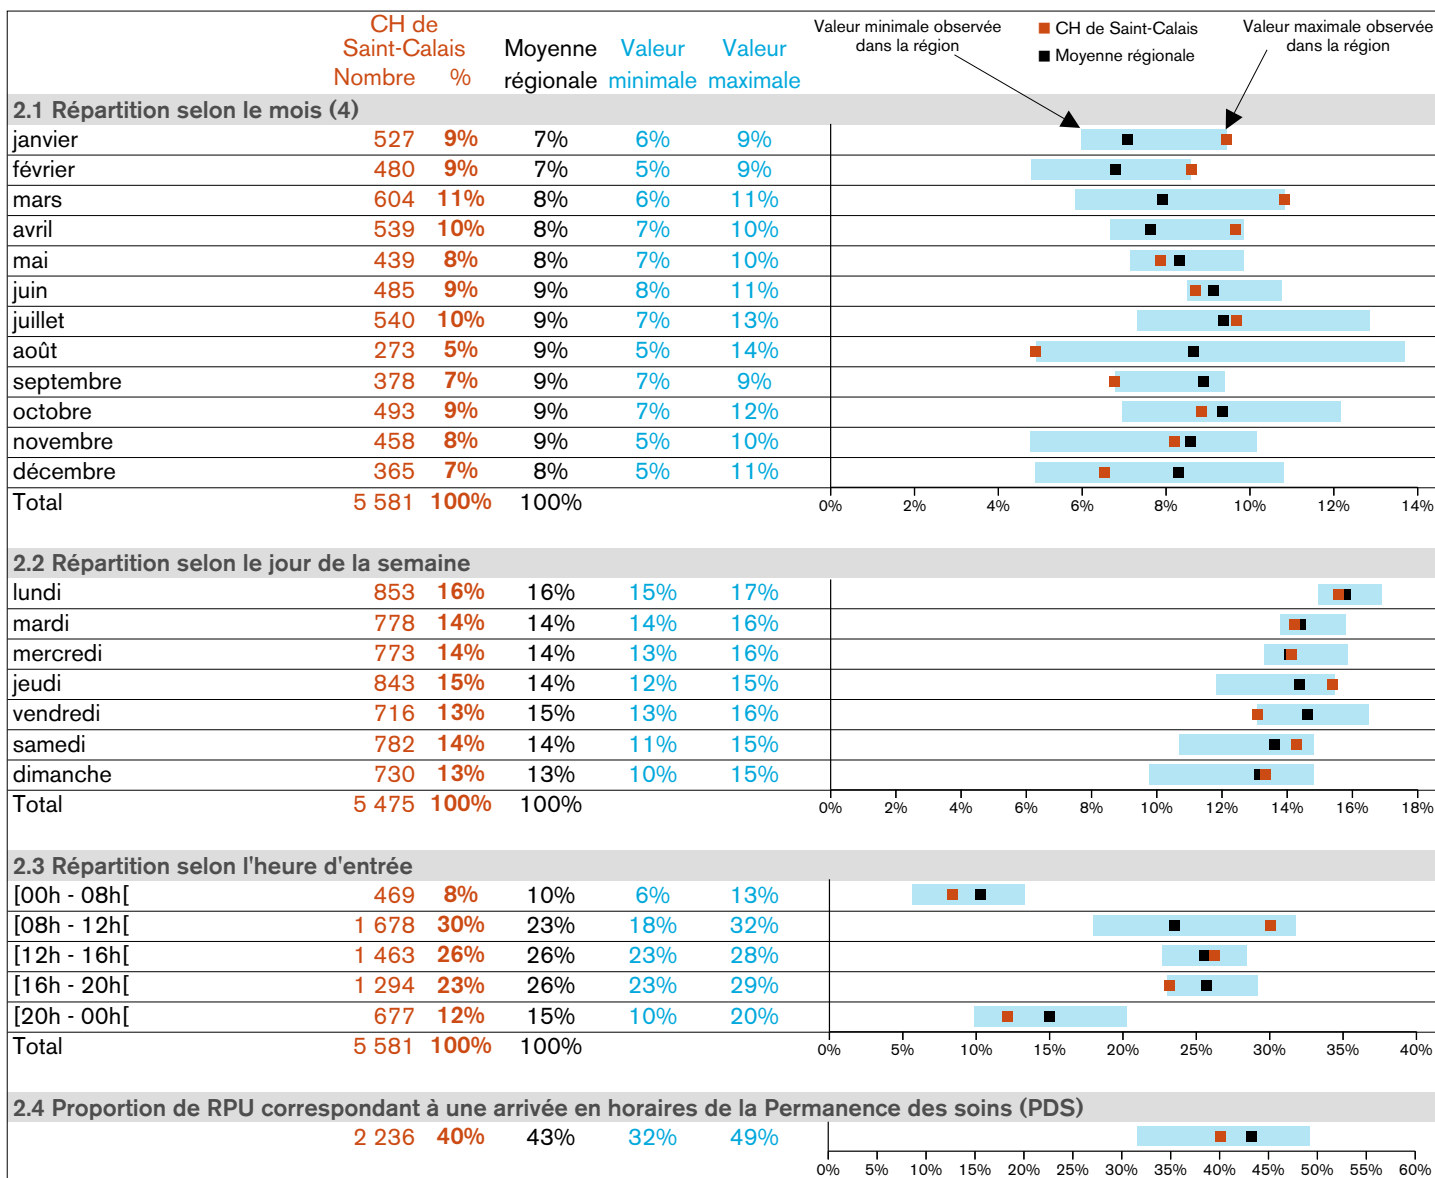 CH de Saint-Calais Moyenne régionale Valeur minimale Valeur maximale
Nombre %
Valeur minimale observée dans la région
CH de Saint-Calais
Moyenne régionale
Valeur maximale observée dans la région
2.1 Répartition selon le mois (4)
janvier 527 9% 7% 6% 9%
février 480 9% 7% 5% 9%
mars 604 11% 8% 6% 11%
avril 539 10% 8% 7% 10%
mai 439 8% 8% 7% 10%
juin 485 9% 9% 8% 11%
juillet 540 10% 9% 7% 13%
août 273 5% 9% 5% 14%
septembre 378 7% 9% 7% 9%
octobre 493 9% 9% 7% 12%
novembre 458 8% 9% 5% 10%
décembre 365 7% 8% 5% 11%
Total 5 581 100% 100%
0% 2% 4% 6% 8% 10% 12% 14%
2.2 Répartition selon le jour de la semaine
lundi 853 16% 16% 15% 17%
mardi 778 14% 14% 14% 16%
mercredi 773 14% 14% 13% 16%
jeudi 843 15% 14% 12% 15%
vendredi 716 13% 15% 13% 16%
samedi 782 14% 14% 11% 15%
dimanche 730 13% 13% 10% 15%
Total 5 475 100% 100%
0% 2% 4% 6% 8% 10% 12% 14% 16% 18%
2.3 Répartition selon l'heure d'entrée
[00h - 08h[ 469 8% 10% 6% 13%
[08h - 12h[ 1 678 30% 23% 18% 32%
[12h - 16h[ 1 463 26% 26% 23% 28%
[16h - 20h[ 1 294 23% 26% 23% 29%
[20h - 00h[ 677 12% 15% 10% 20%
Total 5 581 100% 100%
0% 5% 10% 15% 20% 25% 30% 35% 40%
2.4 Proportion de RPU correspondant à une arrivée en horaires de la Permanence des soins (PDS)
2 236 40% 43% 32% 49%
0% 5% 10% 15% 20% 25% 30% 35% 40% 45% 50% 55% 60%